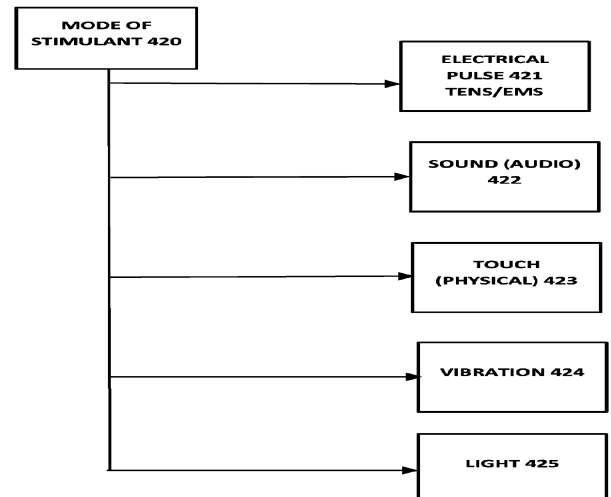 MODE OF
STIMULANT 420
ELECTRICAL
PULSE 421
TENS/EMS
SOUND (AUDIO)
422
TOUCH
(PHYSICAL) 423
VIBRATION 424
LIGHT 425